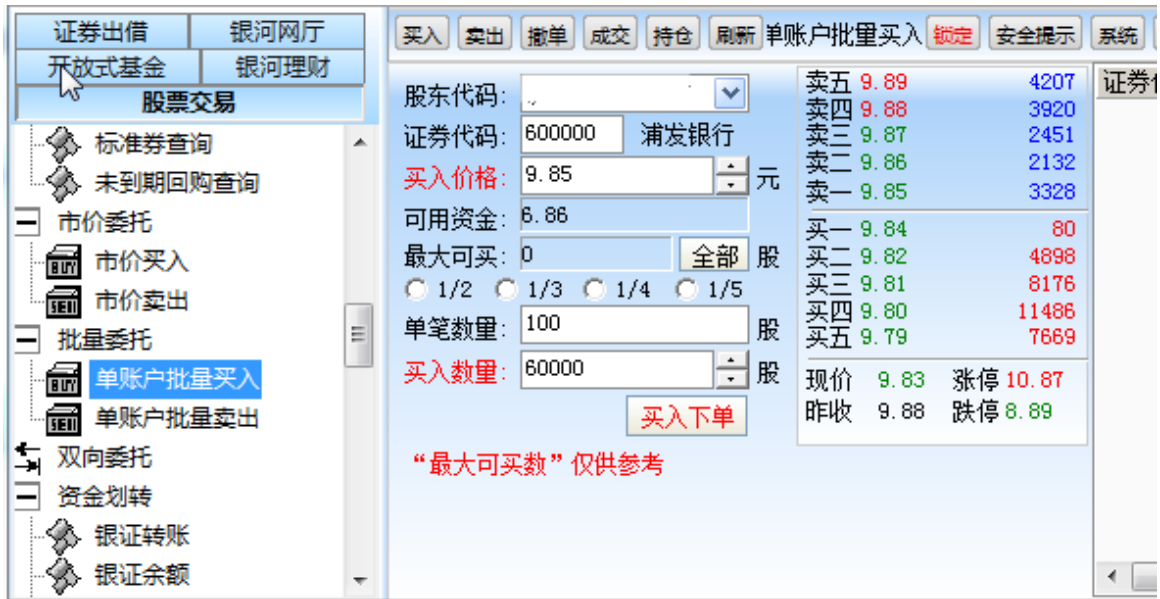 证券出借 银河网厅
开放式基金 银河理财
股票交易
标准券查询
未到期回购查询
市价委托
BUY 市价买入
SELL 市价卖出
批量委托
BUY 单账户批量买入
SELL 单账户批量卖出
双向委托
资金划转
银证转账
银证余额
买入 卖出 撤单 成交 持仓 刷新 单账户批量买入 锁定 安全提示 系统
股东代码:
证券代码: 600000 浦发银行
买入价格: 9.85 元
可用资金: 6.86
最大可买: 0 全部 股
1/2 1/3 1/4 1/5
单笔数量: 100 股
买入数量: 60000 股
买入下单
“最大可买数”仅供参考
卖五 9.89 4207
卖四 9.88 3920
卖三 9.87 2451
卖二 9.86 2132
卖一 9.85 3328
买一 9.84 80
买二 9.82 4898
买三 9.81 8176
买四 9.80 11486
买五 9.79 7669
现价 9.83 涨停 10.87
昨收 9.88 跌停 8.89
证券